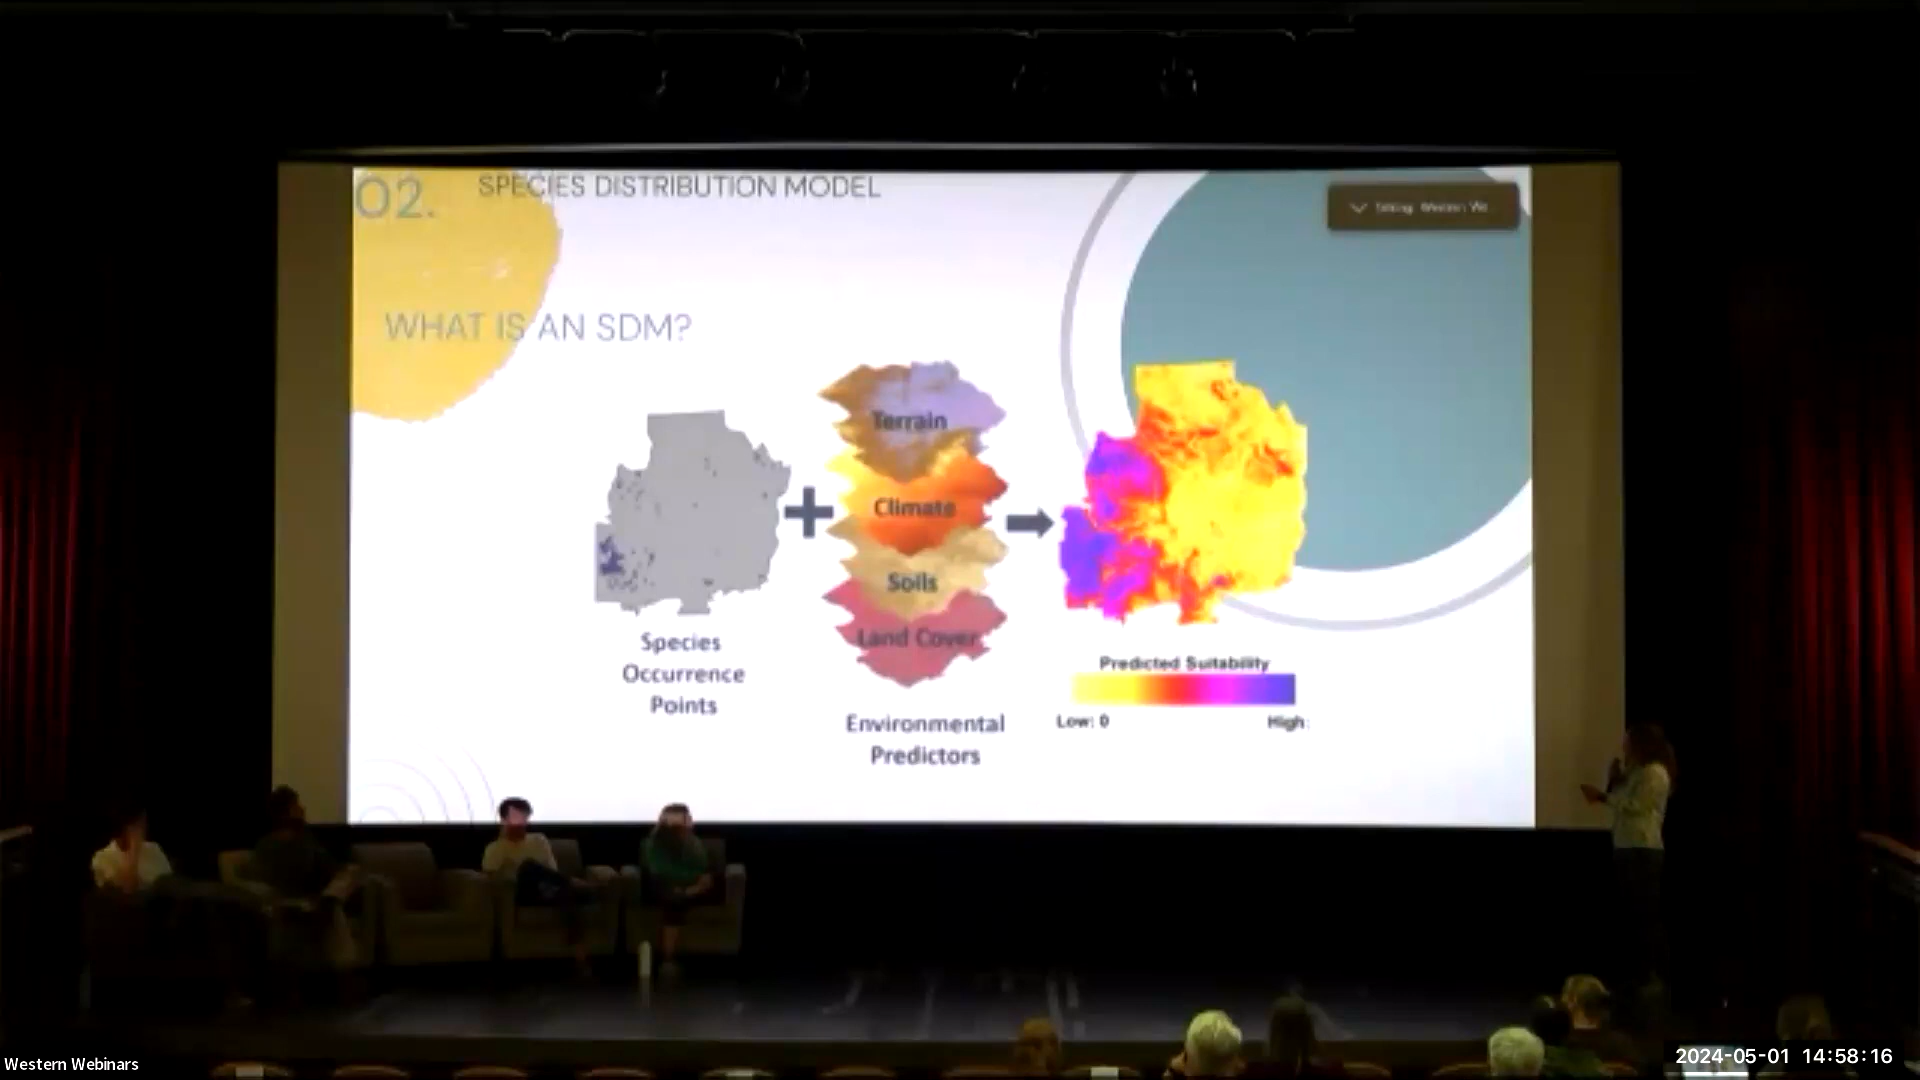 02.
SPECIES DISTRIBUTION MODEL
WHAT IS AN SDM?
Terrain
Climate
Soils
Land Cover
Species
Occurrence
Points
Environmental
Predictors
Predicted Suitability
Low: 0
High:
Western Webinars
2024-05-01 14:58:16